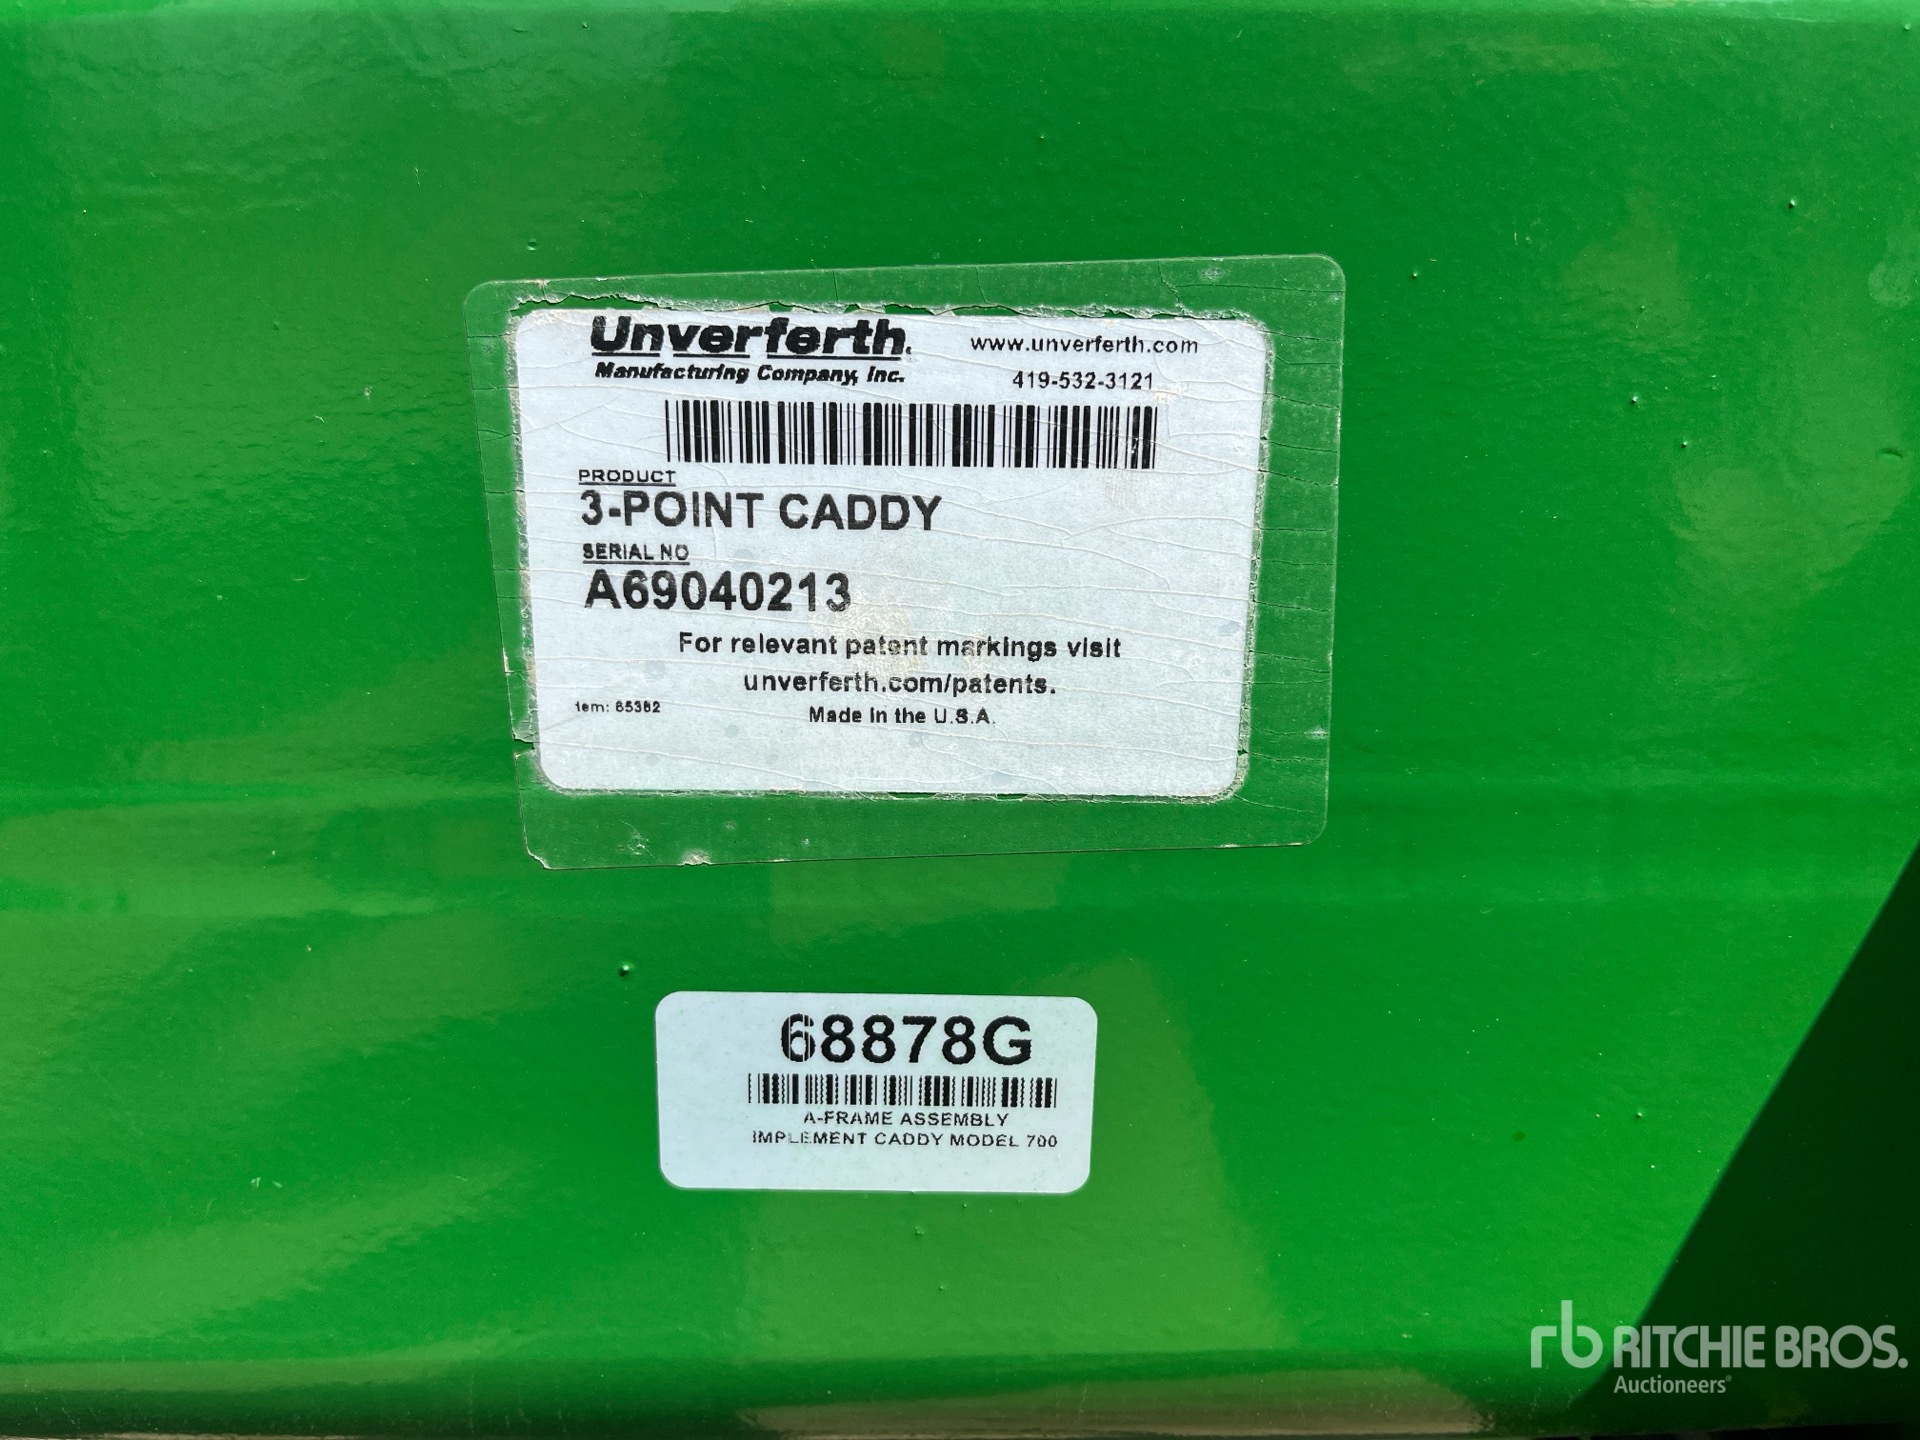 Unverferth
Manufacturing Company, Inc.
www.unverferth.com
419-532-3121
PRODUCT
3-POINT CADDY
SERIAL NO
A69040213
For relevant patent markings visit
unverferth.com/patents.
tem: 65382
Made in the U.S.A.
68878G
A-FRAME ASSEMBLY
IMPLEMENT CADDY MODEL 700
rb RITCHIE BROS.
Auctioneers